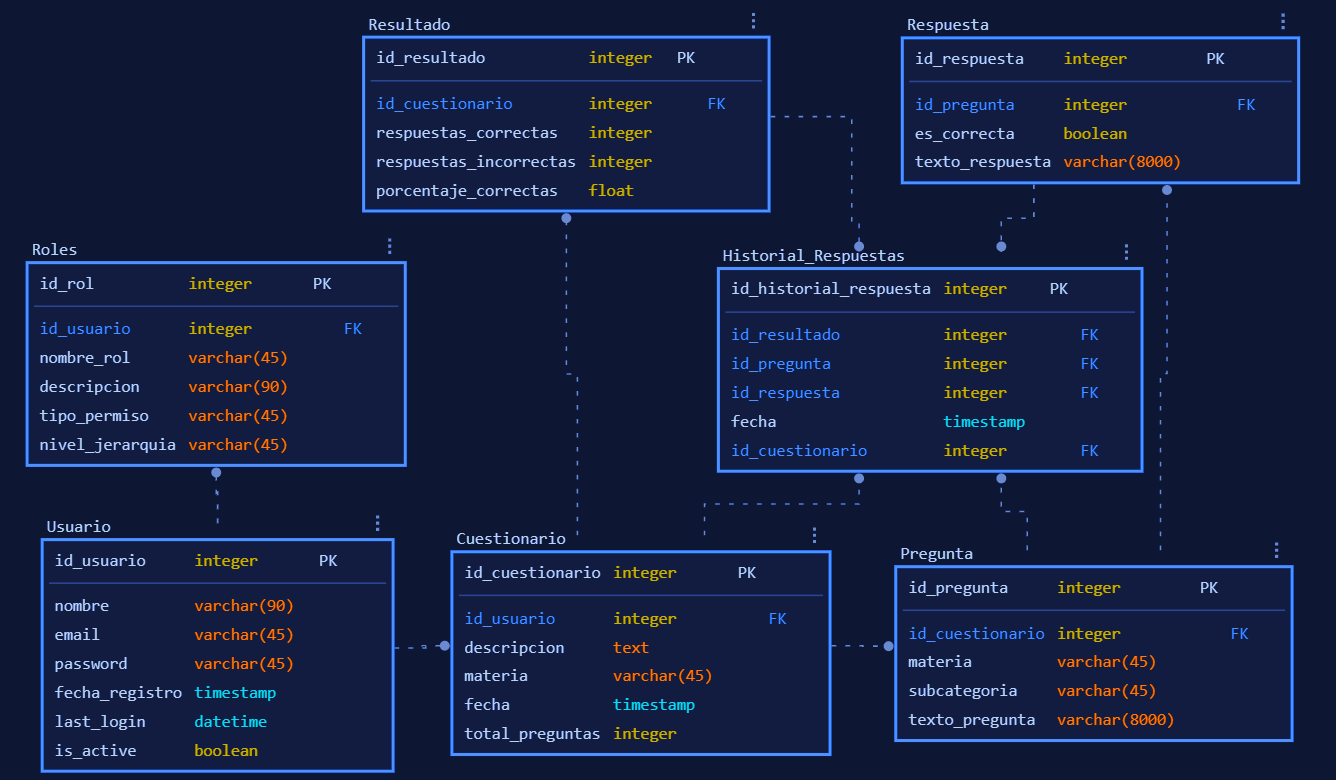 Resultado
id_resultado integer PK
id_cuestionario integer FK
respuestas_correctas integer
respuestas_incorrectas integer
porcentaje_correctas float
Respuesta
id_respuesta integer PK
id_pregunta integer FK
es_correcta boolean
texto_respuesta varchar(8000)
Roles
id_rol integer PK
id_usuario integer FK
nombre_rol varchar(45)
descripcion varchar(90)
tipo_permiso varchar(45)
nivel_jerarquia varchar(45)
Historial_Respuestas
id_historial_respuesta integer PK
id_resultado integer FK
id_pregunta integer FK
id_respuesta integer FK
fecha timestamp
id_cuestionario integer FK
Usuario
id_usuario integer PK
nombre varchar(90)
email varchar(45)
password varchar(45)
fecha_registro timestamp
last_login datetime
is_active boolean
Cuestionario
id_cuestionario integer PK
id_usuario integer FK
descripcion text
materia varchar(45)
fecha timestamp
total_preguntas integer
Pregunta
id_pregunta integer PK
id_cuestionario integer FK
materia varchar(45)
subcategoria varchar(45)
texto_pregunta varchar(8000)